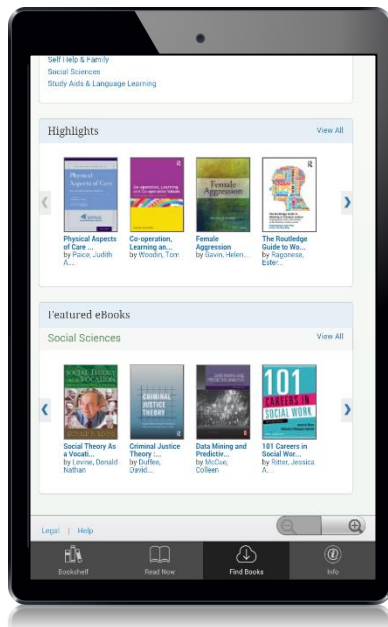 Self Help & Family
Social Sciences
Study Aids & Language Learning
Highlights
View All
Physical
Aspects of Care
Co-operation, Learning
and Co-operative Values
Female
Aggression
Physical Aspects
of Care ...
by Paice, Judith
A....
Co-operation,
Learning an...
by Woodin, Tom
Female
Aggression
by Gavin, Helen...
The Routledge
Guide to Wo...
by Ragonese,
Ester...
Featured eBooks
Social Sciences
View All
SOCIAL THEORY
AS A VOCATION
CRIMINAL
JUSTICE
THEORY
101
CAREERS IN
SOCIAL WORK
Social Theory As
a Vocati...
by Levine, Donald
Nathan
Criminal Justice
Theory :...
by Duffee,
David...
Data Mining and
Predictiv...
by McCue,
Colleen
101 Careers in
Social Wor...
by Ritter, Jessica
A...
Legal | Help
Bookshelf
Read Now
Find Books
Info